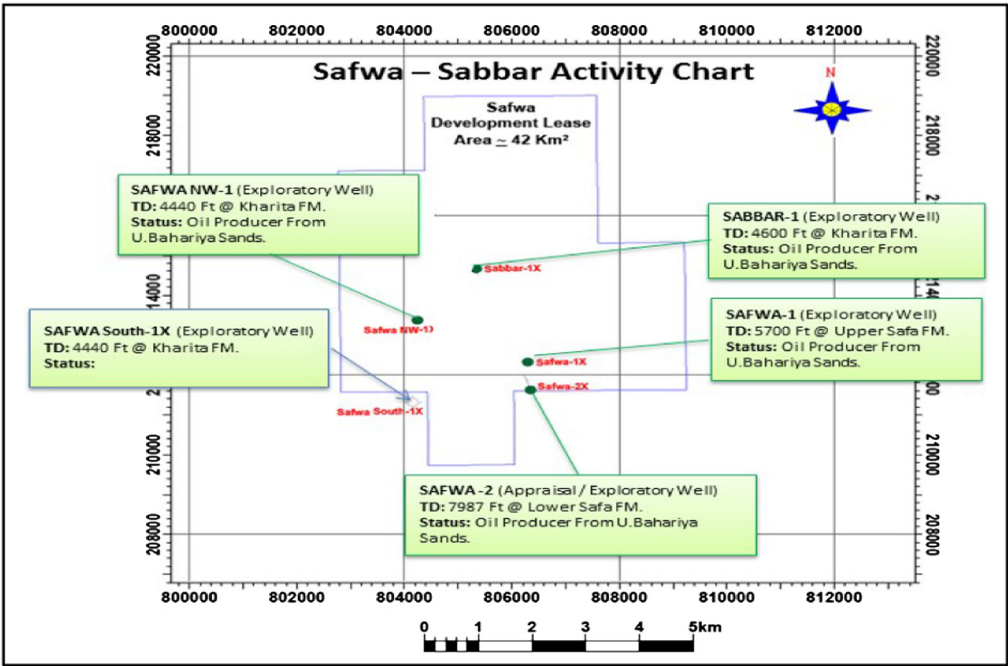 800000 802000 804000 806000 808000 810000 812000
220000
220000
Safwa – Sabbar Activity Chart
N
Safwa
Development Lease
Area ~ 42 Km²
218000
218000
SAFWA NW-1 (Exploratory Well)
TD: 4440 Ft @ Kharita FM.
Status: Oil Producer From
U.Bahariya Sands.
SABBAR-1 (Exploratory Well)
TD: 4600 Ft @ Kharita FM.
Status: Oil Producer From
U.Bahariya Sands.
Sabbar-1X
214000
SAFWA-1 (Exploratory Well)
TD: 5700 Ft @ Upper Safa FM.
Status: Oil Producer From
U.Bahariya Sands.
SAFWA South-1X (Exploratory Well)
TD: 4440 Ft @ Kharita FM.
Status:
Safwa NW-1)
Safwa-1X
Safwa-2X
Safwa South-1X
210000
210000
SAFWA -2 (Appraisal / Exploratory Well)
TD: 7987 Ft @ Lower Safa FM.
Status: Oil Producer From U.Bahariya
Sands.
208000
208000
800000 802000 804000 806000 808000 810000 812000
0 1 2 3 4 5km